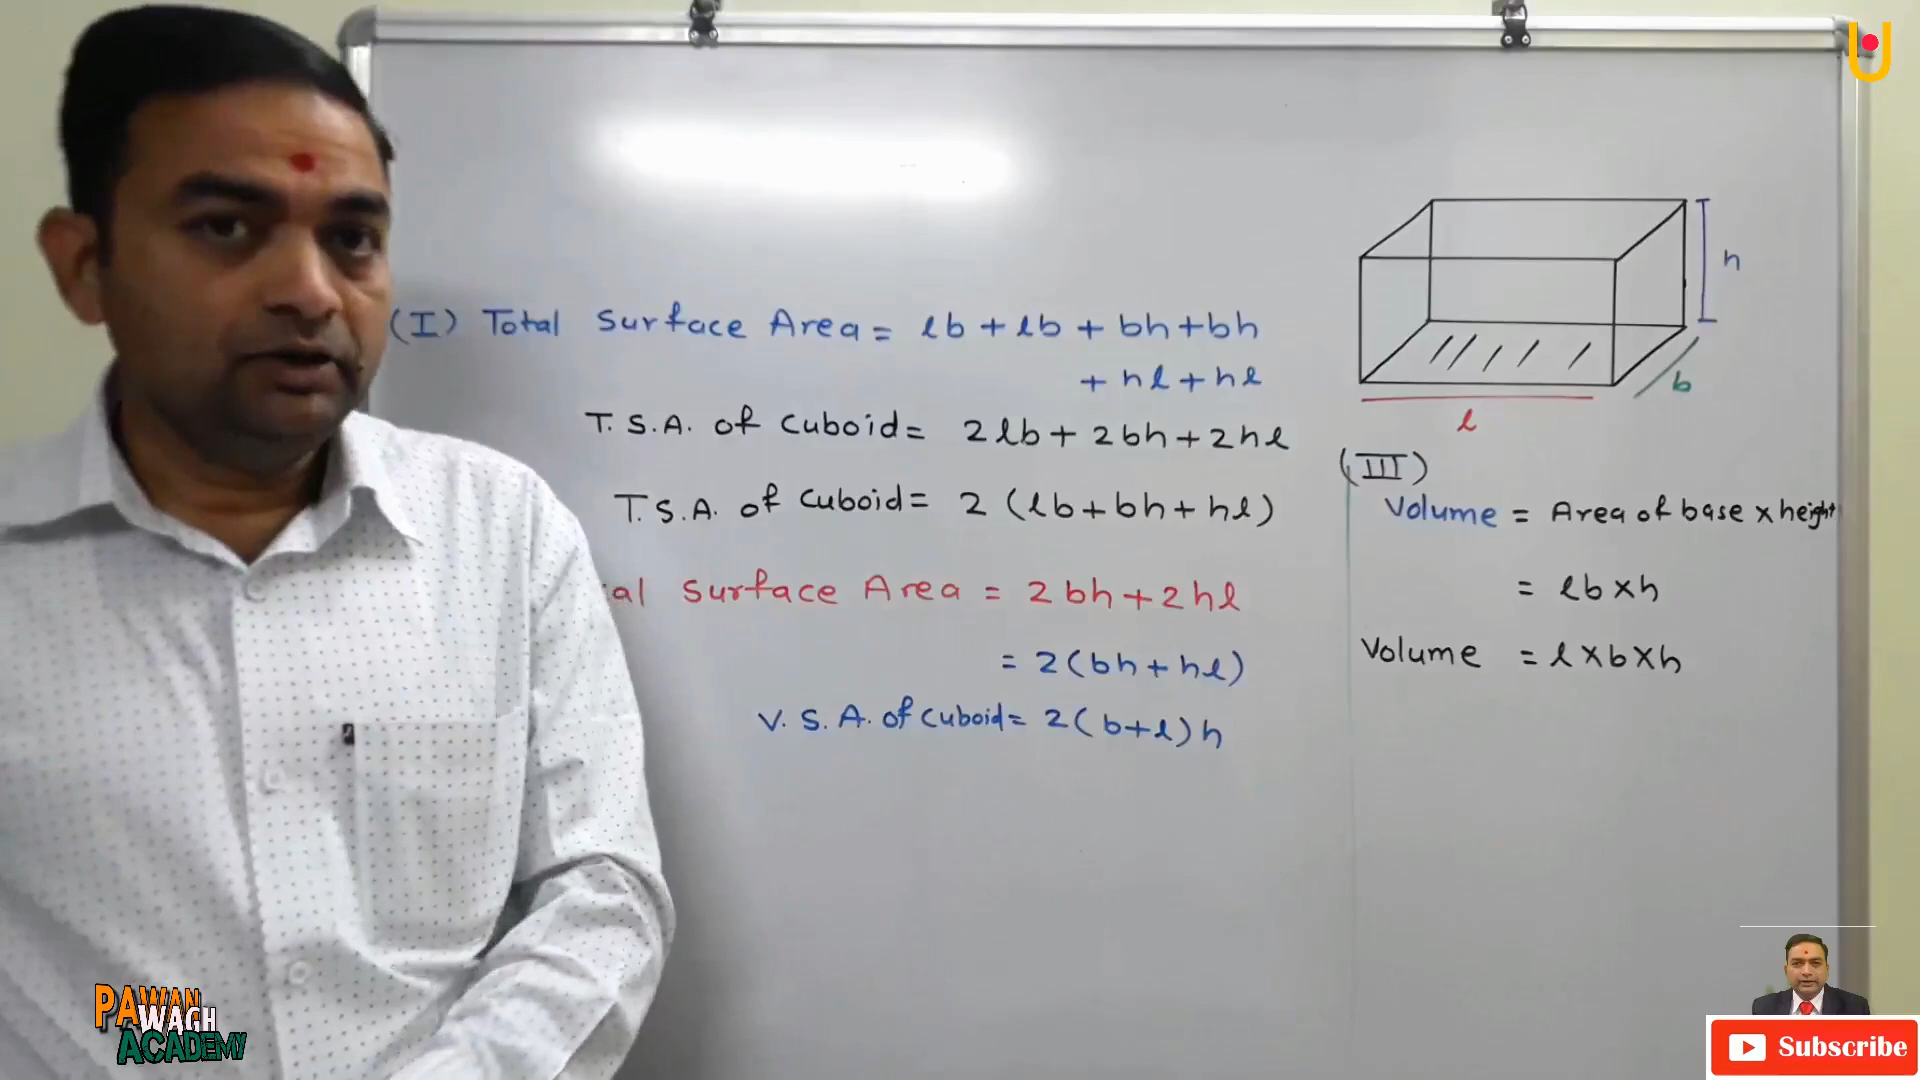 (I) Total Surface Area = lb + lb + bh + bh
+ hl + hl
T.S.A. of Cuboid = 2lb + 2bh + 2hl
T.S.A. of Cuboid = 2 (lb + bh + hl)
al Surface Area = 2bh + 2hl
= 2(bh + hl)
V.S.A. of Cuboid = 2(b+l)h
h
b
l
(III)
Volume = Area of base x height
= lb x h
Volume = l x b x h
PAWAN
WAGH
ACADEMY
Subscribe